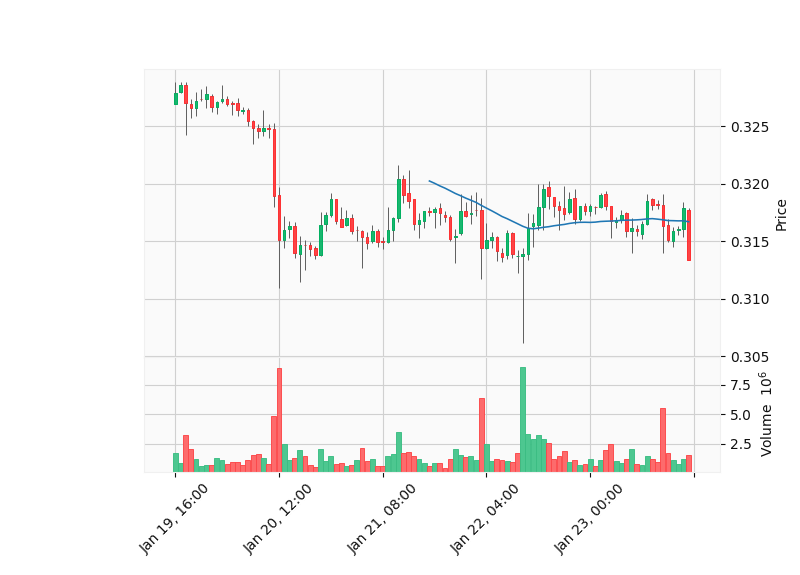 0.325
0.320
0.315
0.310
0.305
Price
7.5
5.0
2.5
Volume 10^6
Jan 19, 16:00
Jan 20, 12:00
Jan 21, 08:00
Jan 22, 04:00
Jan 23, 00:00